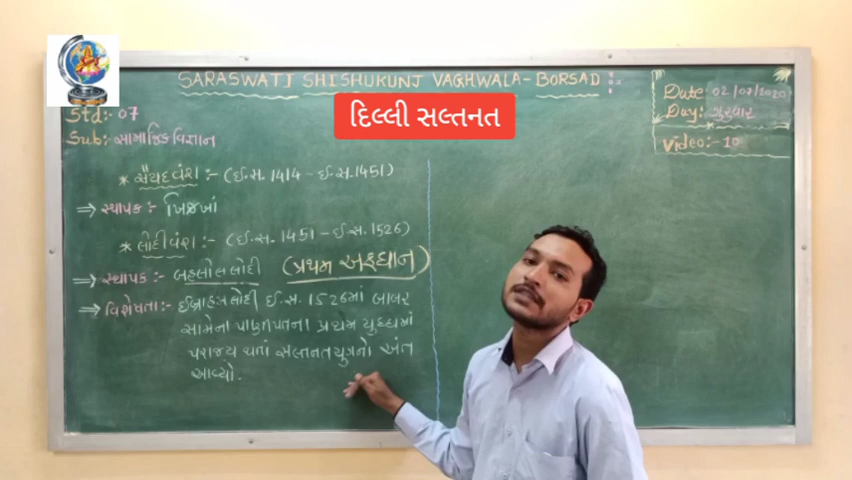 SARASWATI SHISHUKUNJ VAGHWALA - BORSAD
દિલ્લી સલ્તનત
Date: 02/07/2020
Day: ગુરુવાર
Video:- 10
Std:- 07
Sub:- સામાજિક વિજ્ઞાન
* સૈયદવંશ :- (ઈ.સ. 1414 - ઈ.સ. 1451)
⇒ સ્થાપક :- ખિજ્રખાં
* લોદીવંશ :- (ઈ.સ. 1451 - ઈ.સ. 1526)
⇒ સ્થાપક :- બહલોલ લોદી (પ્રથમ અફઘાન)
⇒ વિશેષતા :- ઈબ્રાહિમ લોદી ઈ.સ. 1526માં બાબર
સામેના પાણીપતના પ્રથમ યુદ્ધમાં
પરાજય થતાં સલ્તનતયુગનો અંત
આવ્યો.